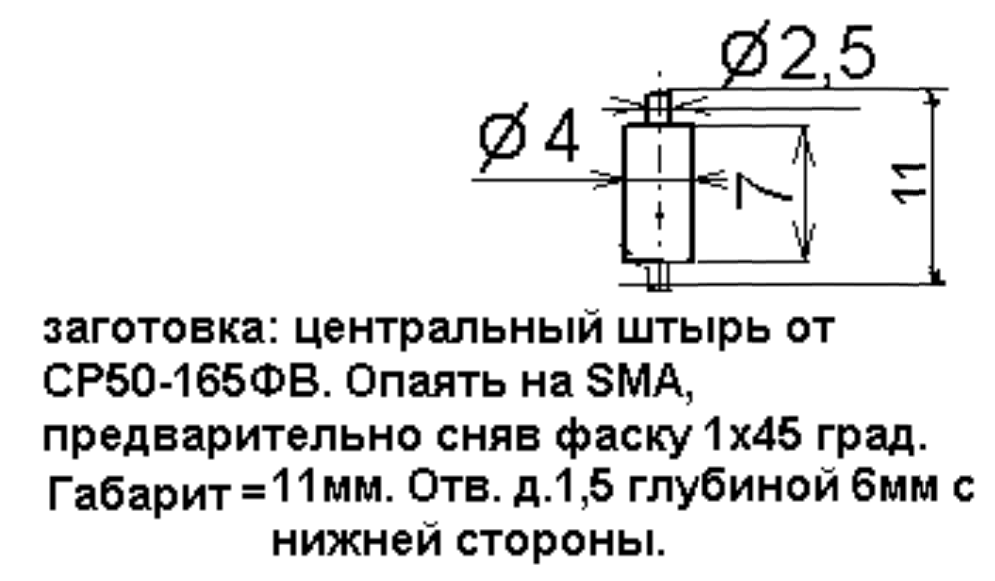 Ø2,5
Ø4
7
11
заготовка: центральный штырь от
СР50-165ФВ. Опаять на SMA,
предварительно сняв фаску 1х45 град.
Габарит =11мм. Отв. д.1,5 глубиной 6мм с
нижней стороны.